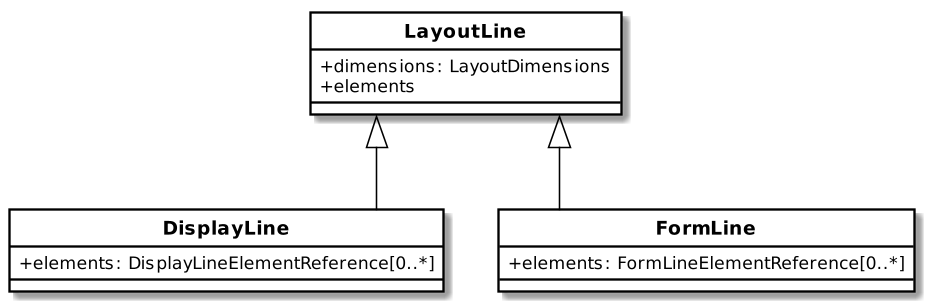 LayoutLine
+dimensions: LayoutDimensions
+elements
DisplayLine
+elements: DisplayLineElementReference[0..*]
FormLine
+elements: FormLineElementReference[0..*]